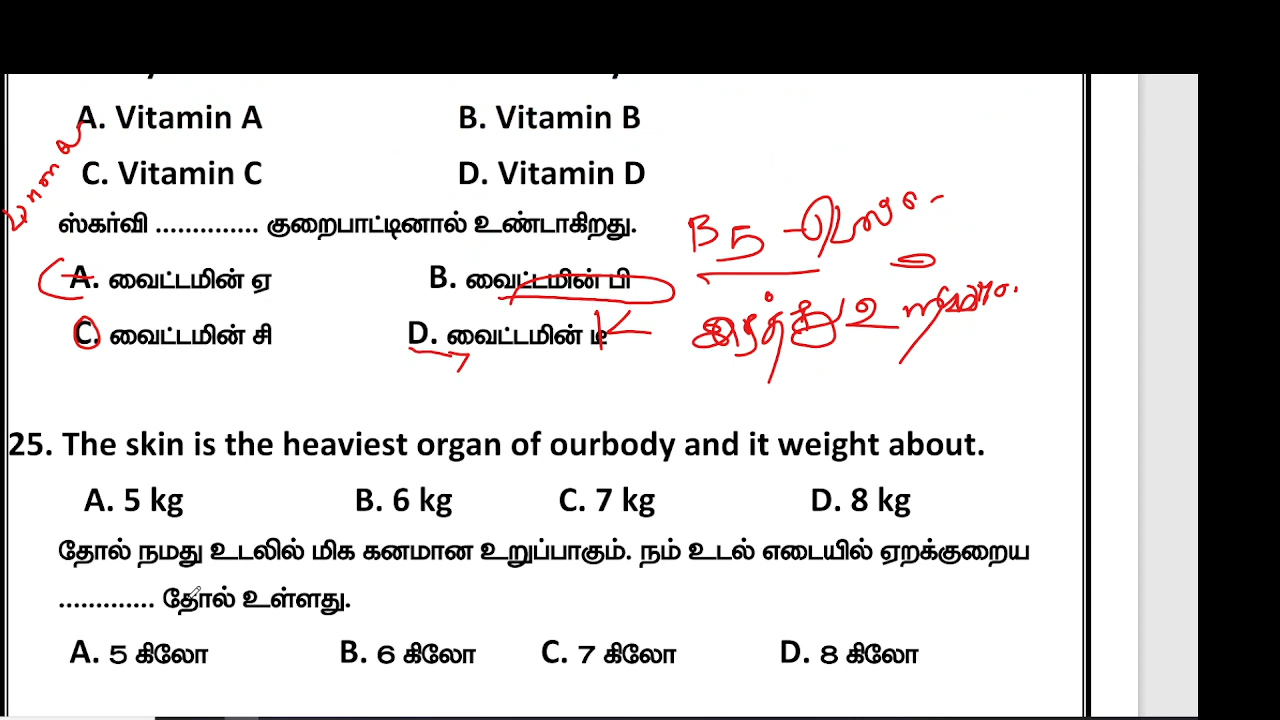 A. Vitamin A B. Vitamin B
C. Vitamin C D. Vitamin D
ஸ்கர்வி .............. குறைபாட்டினால் உண்டாகிறது.
A. வைட்டமின் ஏ B. வைட்டமின் பி
C. வைட்டமின் சி D. வைட்டமின் டி
B5
25. The skin is the heaviest organ of ourbody and it weight about.
A. 5 kg B. 6 kg C. 7 kg D. 8 kg
தோல் நமது உடலில் மிக கனமான உறுப்பாகும். நம் உடல் எடையில் ஏறக்குறைய
............. தோல் உள்ளது.
A. 5 கிலோ B. 6 கிலோ C. 7 கிலோ D. 8 கிலோ